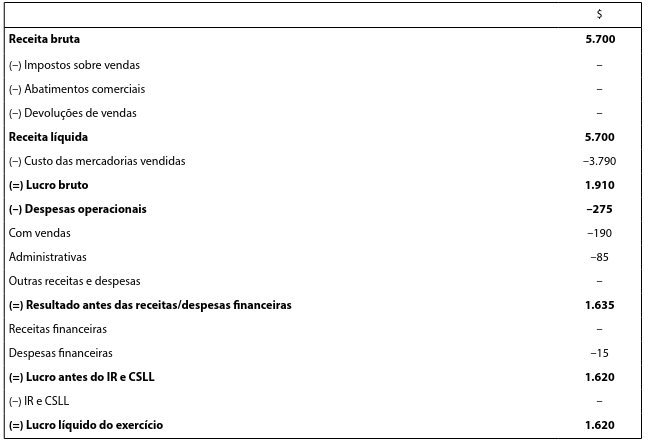 $
Receita bruta 5.700
(–) Impostos sobre vendas –
(–) Abatimentos comerciais –
(–) Devoluções de vendas –
Receita líquida 5.700
(–) Custo das mercadorias vendidas –3.790
(=) Lucro bruto 1.910
(–) Despesas operacionais –275
Com vendas –190
Administrativas –85
Outras receitas e despesas –
(=) Resultado antes das receitas/despesas financeiras 1.635
Receitas financeiras –
Despesas financeiras –15
(=) Lucro antes do IR e CSLL 1.620
(–) IR e CSLL –
(=) Lucro líquido do exercício 1.620